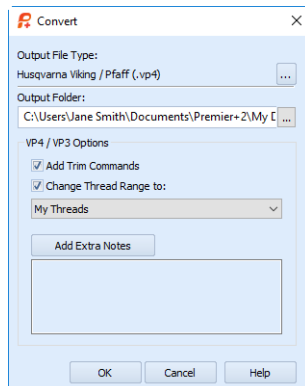 Convert
Output File Type:
Husqvarna Viking / Pfaff (.vp4)
...
Output Folder:
C:\Users\Jane Smith\Documents\Premier+2\My D
...
VP4 / VP3 Options
Add Trim Commands
Change Thread Range to:
My Threads
Add Extra Notes
OK Cancel Help